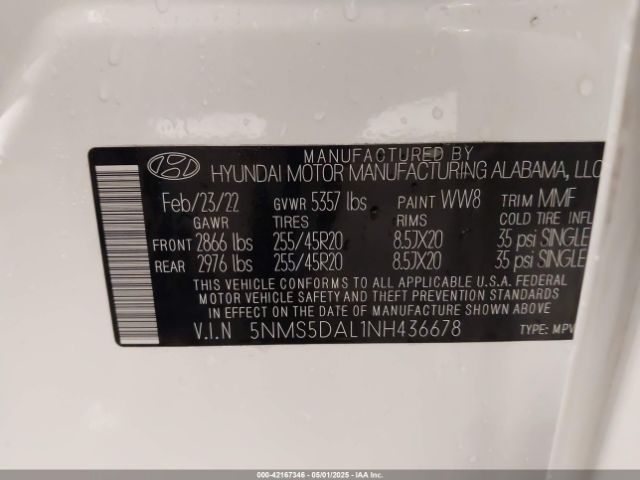 MANUFACTURED BY
HYUNDAI MOTOR MANUFACTURING ALABAMA, LLC
Feb/23/22 GVWR 5357 lbs PAINT WW8 TRIM MMF
GAWR TIRES RIMS COLD TIRE INFL
FRONT 2866 lbs 255/45R20 8.5JX20 35 psi SINGLE
REAR 2976 lbs 255/45R20 8.5JX20 35 psi SINGLE
THIS VEHICLE CONFORMS TO ALL APPLICABLE U.S.A. FEDERAL
MOTOR VEHICLE SAFETY AND THEFT PREVENTION STANDARDS
IN EFFECT ON THE DATE OF MANUFACTURE SHOWN ABOVE
V.I.N 5NMS5DAL1NH436678 TYPE: MPV
000-42167346 - 05/01/2025 - IAA Inc.